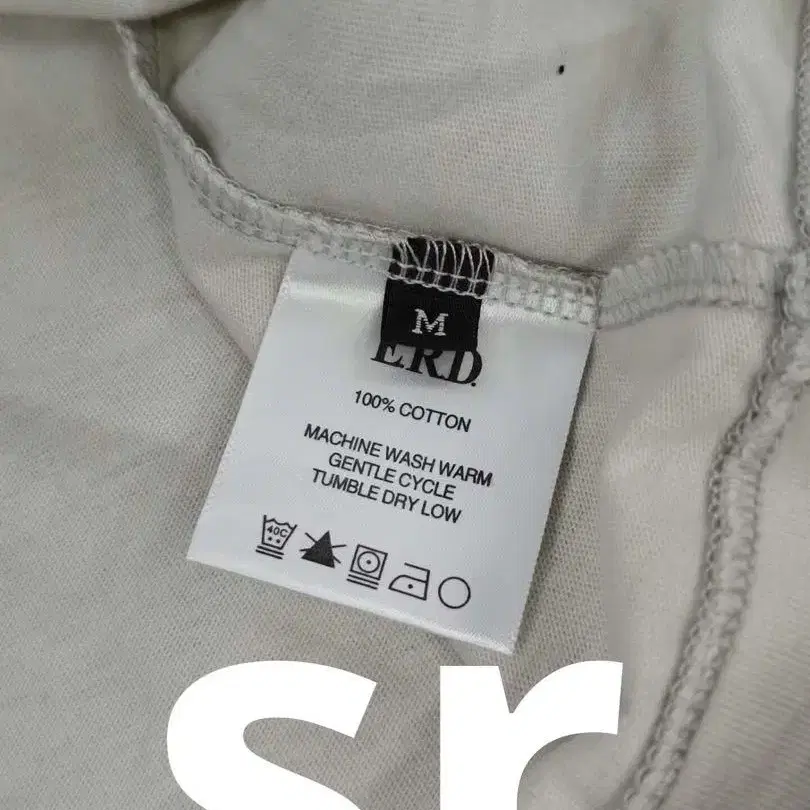 M
E.R.D.
100% COTTON
MACHINE WASH WARM
GENTLE CYCLE
TUMBLE DRY LOW
40C
sr